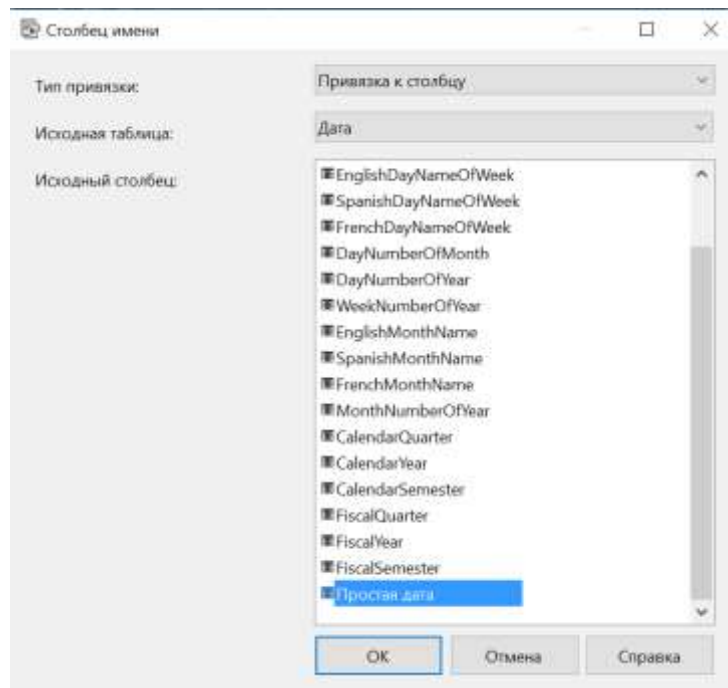 Столбец имени
Тип привязки:
Привязка к столбцу
Исходная таблица:
Дата
Исходный столбец:
EnglishDayNameOfWeek
SpanishDayNameOfWeek
FrenchDayNameOfWeek
DayNumberOfMonth
DayNumberOfYear
WeekNumberOfYear
EnglishMonthName
SpanishMonthName
FrenchMonthName
MonthNumberOfYear
CalendarQuarter
CalendarYear
CalendarSemester
FiscalQuarter
FiscalYear
FiscalSemester
Простая дата
ОК
Отмена
Справка